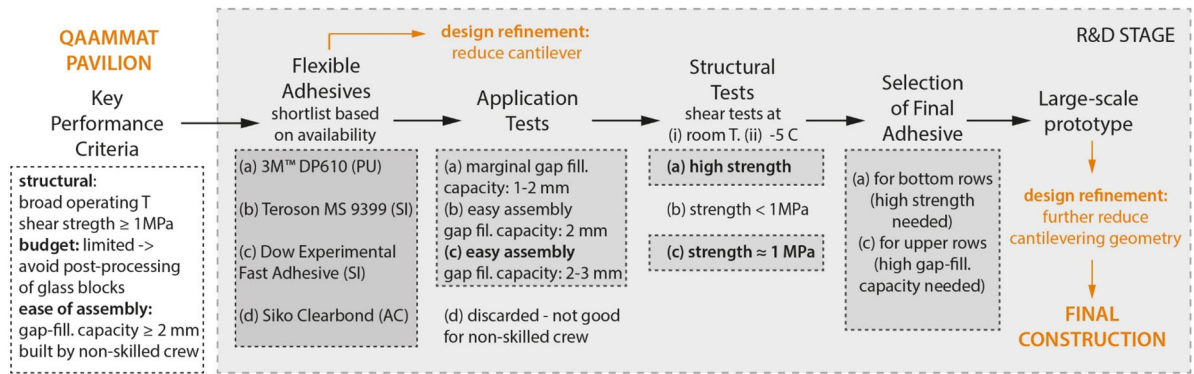 QAAMMAT
PAVILION
Key
Performance
Criteria
structural:
broad operating T
shear stregth ≥ 1MPa
budget: limited ->
avoid post-processing
of glass blocks
ease of assembly:
gap-fill. capacity ≥ 2 mm
built by non-skilled crew
R&D STAGE
design refinement:
reduce cantilever
Flexible
Adhesives
shortlist based
on availability
(a) 3M™ DP610 (PU)
(b) Teroson MS 9399 (SI)
(c) Dow Experimental
Fast Adhesive (SI)
(d) Siko Clearbond (AC)
Application
Tests
(a) marginal gap fill.
capacity: 1-2 mm
(b) easy assembly
gap fil. capacity: 2 mm
(c) easy assembly
gap fil. capacity: 2-3 mm
(d) discarded - not good
for non-skilled crew
Structural
Tests
shear tests at
(i) room T. (ii) -5 C
(a) high strength
(b) strength < 1MPa
(c) strength ≈ 1 MPa
Selection
of Final
Adhesive
(a) for bottom rows
(high strength
needed)
(c) for upper rows
(high gap-fill.
capacity needed)
Large-scale
prototype
design refinement:
further reduce
cantilevering geometry
FINAL
CONSTRUCTION